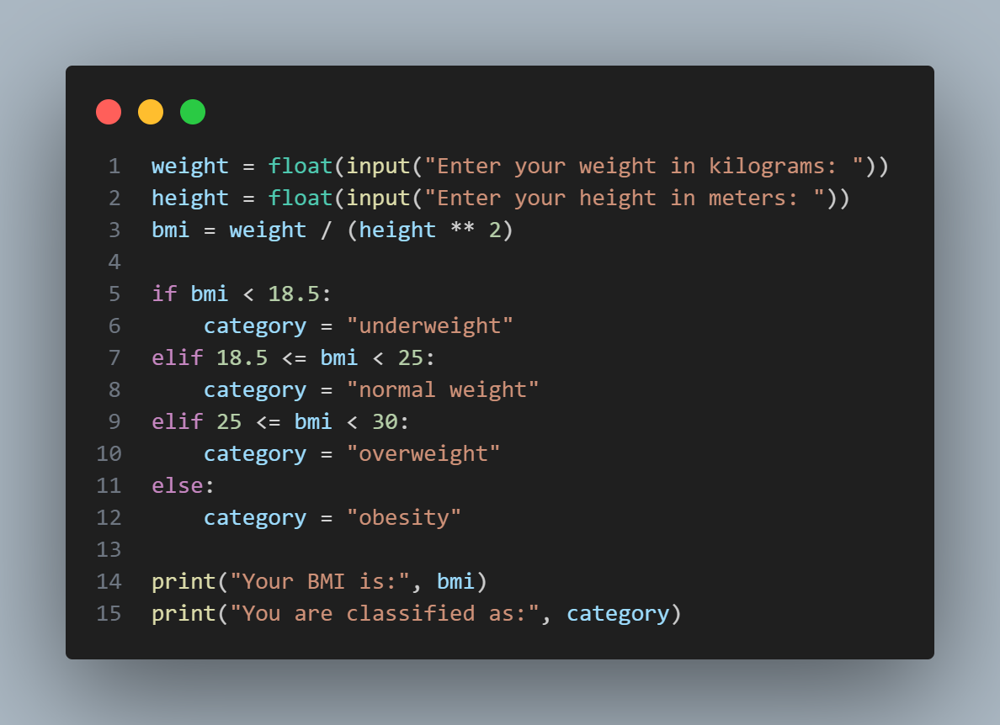 1 weight = float(input("Enter your weight in kilograms: "))
2 height = float(input("Enter your height in meters: "))
3 bmi = weight / (height ** 2)
4
5 if bmi < 18.5:
6     category = "underweight"
7 elif 18.5 <= bmi < 25:
8     category = "normal weight"
9 elif 25 <= bmi < 30:
10     category = "overweight"
11 else:
12     category = "obesity"
13
14 print("Your BMI is:", bmi)
15 print("You are classified as:", category)